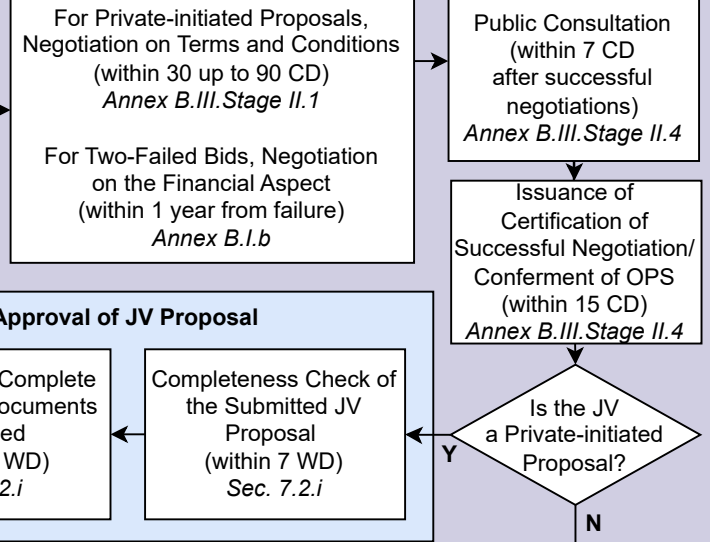 For Private-initiated Proposals,
Negotiation on Terms and Conditions
(within 30 up to 90 CD)
Annex B.III.Stage II.1
For Two-Failed Bids, Negotiation
on the Financial Aspect
(within 1 year from failure)
Annex B.I.b
Public Consultation
(within 7 CD
after successful
negotiations)
Annex B.III.Stage II.4
Issuance of
Certification of
Successful Negotiation/
Conferment of OPS
(within 15 CD)
Annex B.III.Stage II.4
Is the JV
a Private-initiated
Proposal?
Y
N
Approval of JV Proposal
Completeness Check of
the Submitted JV
Proposal
(within 7 WD)
Sec. 7.2.i
Complete
ocuments
ed
WD)
2.i